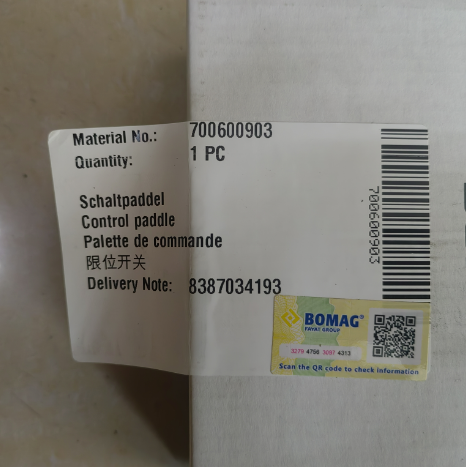 Material No.: 700600903
Quantity: 1 PC
Schaltpaddel
Control paddle
Palette de commande
限位开关
Delivery Note: 8387034193
700600903
BOMAG®
FAYAT GROUP
3279 4756 3097 4313
Scan the QR code to check information